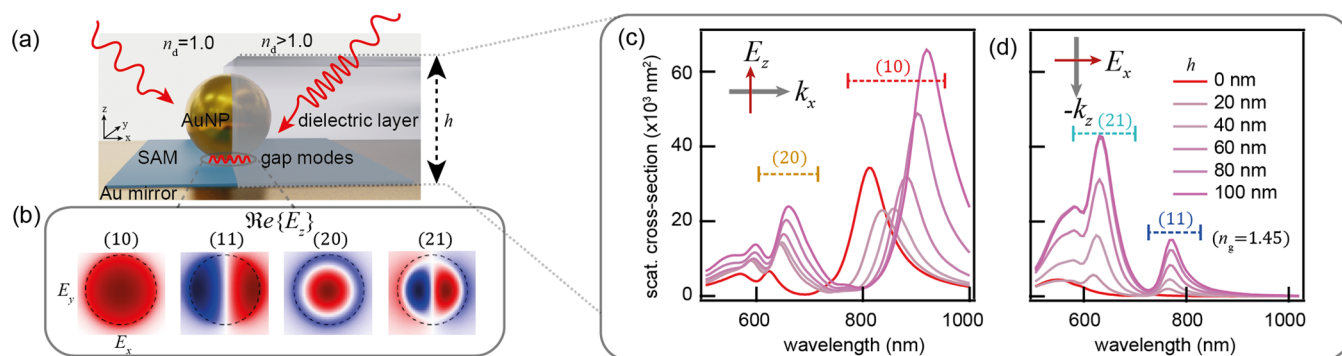 (a)
n_d=1.0
n_d>1.0
AuNP
dielectric layer
h
z
y
x
SAM
gap modes
Au mirror
(b)
ℜe{E_z}
(10)
(11)
(20)
(21)
E_y
E_x
(c)
E_z
k_x
(10)
(20)
scat. cross-section (x10³ nm²)
60
40
20
0
600
800
1000
wavelength (nm)
(d)
E_x
-k_z
(21)
(11)
h
0 nm
20 nm
40 nm
60 nm
80 nm
100 nm
(n_g=1.45)
600
800
1000
wavelength (nm)